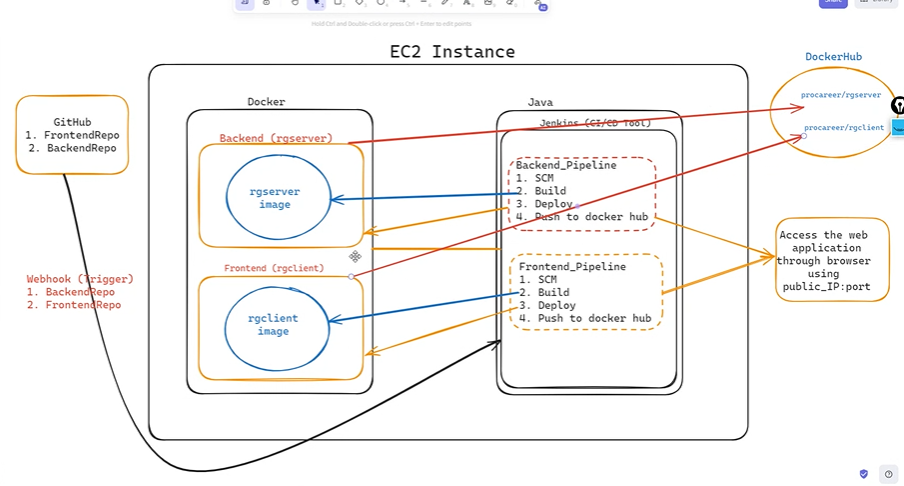 Share
Library
Hold Ctrl and Double-click or press Ctrl + Enter to edit points
EC2 Instance
DockerHub
procareer/rgserver
procareer/rgclient
GitHub
1. FrontendRepo
2. BackendRepo
Docker
Java
Jenkins (CI/CD Tool)
Backend (rgserver)
rgserver
image
Backend_Pipeline
1. SCM
2. Build
3. Deploy
4. Push to docker hub
Frontend (rgclient)
rgclient
image
Frontend_Pipeline
1. SCM
2. Build
3. Deploy
4. Push to docker hub
Webhook (Trigger)
1. BackendRepo
2. FrontendRepo
Access the web
application
through browser
using
public_IP:port